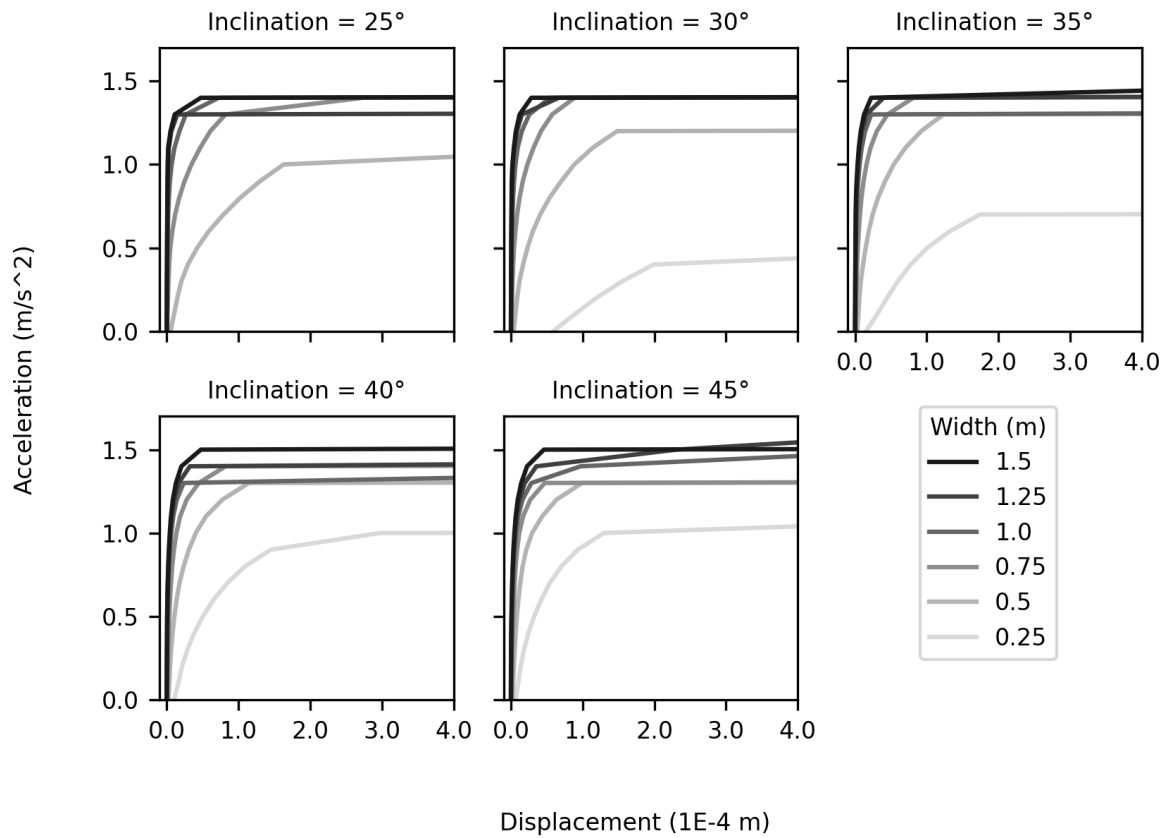 Inclination = 25°
Inclination = 30°
Inclination = 35°
1.5
1.0
0.5
0.0
0.0 1.0 2.0 3.0 4.0
Acceleration (m/s^2)
Inclination = 40°
Inclination = 45°
1.5
1.0
0.5
0.0
0.0 1.0 2.0 3.0 4.0
0.0 1.0 2.0 3.0 4.0
Width (m)
1.5
1.25
1.0
0.75
0.5
0.25
Displacement (1E-4 m)